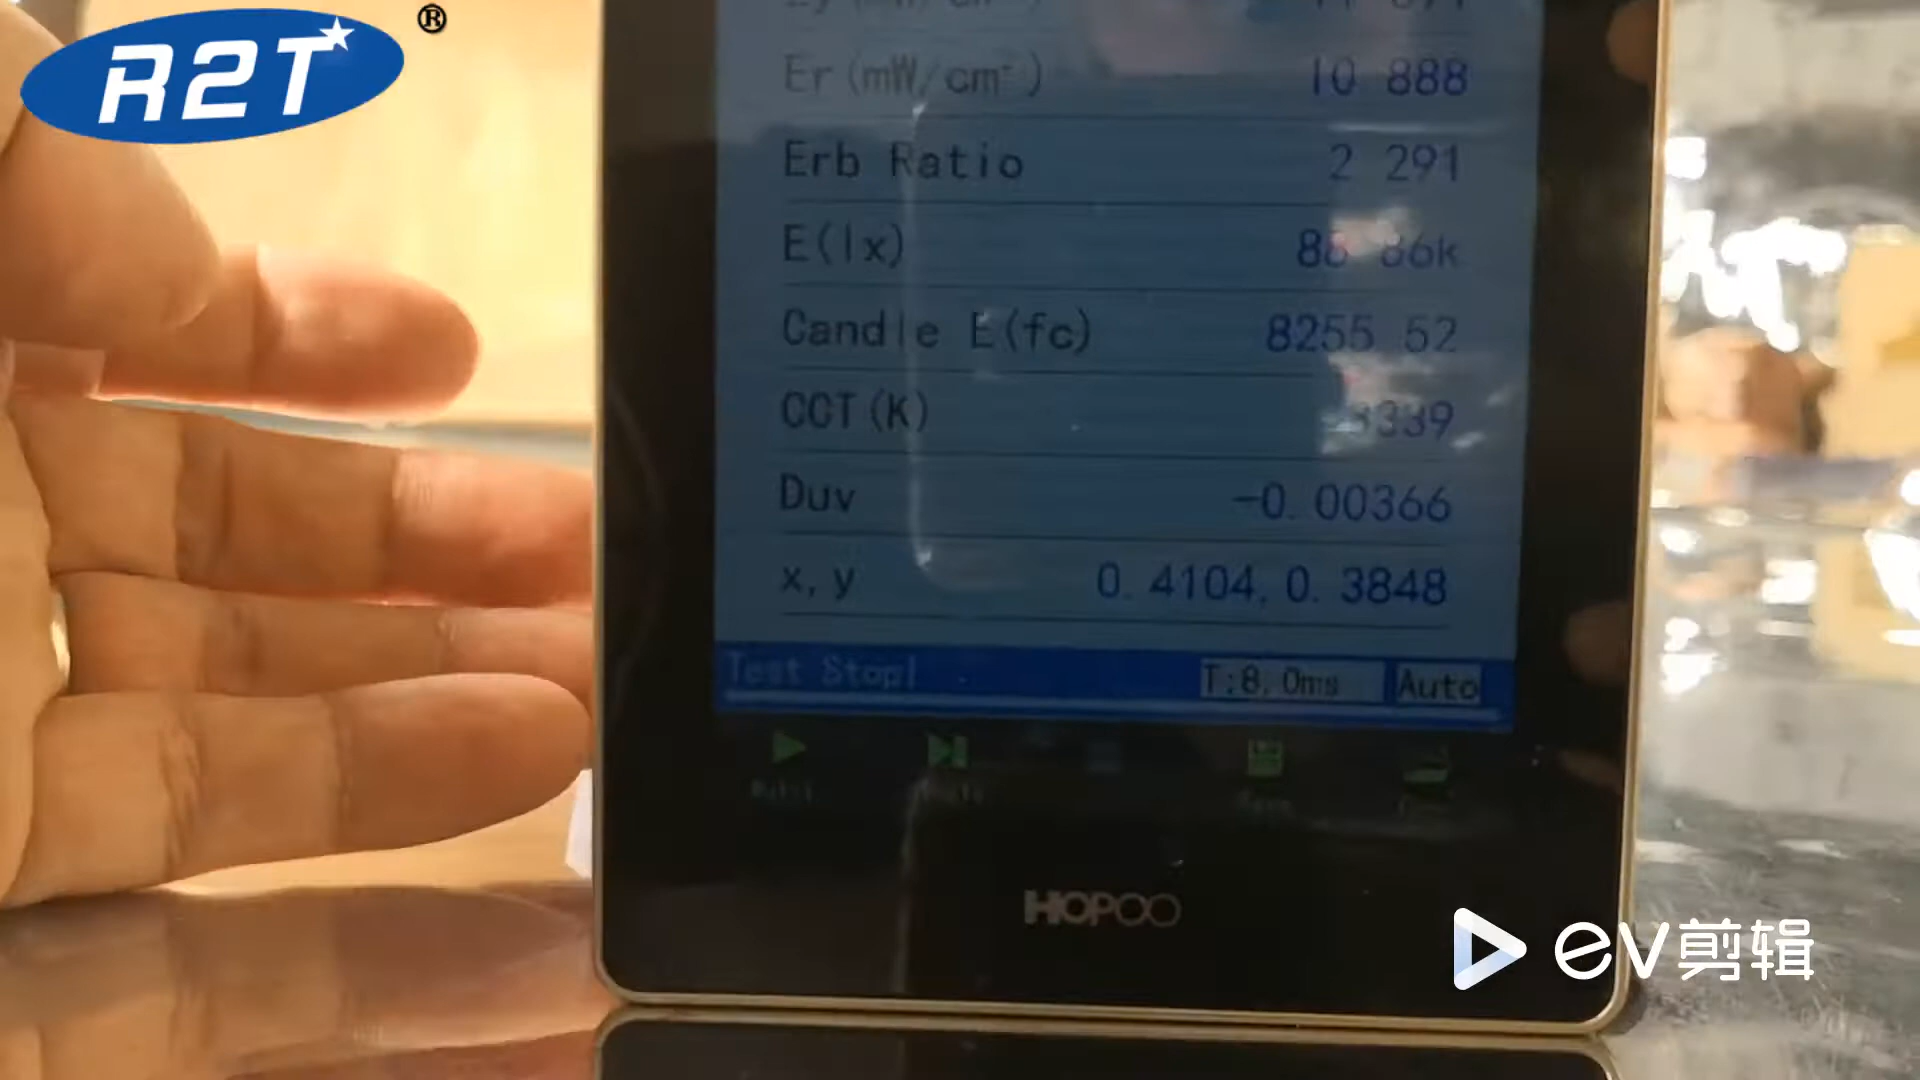 R2T ®
Er(mW/cm²) 10.888
Erb Ratio 2.291
E(lx)
Candle E(fc) 8255.52
CCT(K) 3339
Duv -0.00366
x,y 0.4104,0.3848
Test Stop! T:8.0ms Auto
HOPOO
ev剪辑